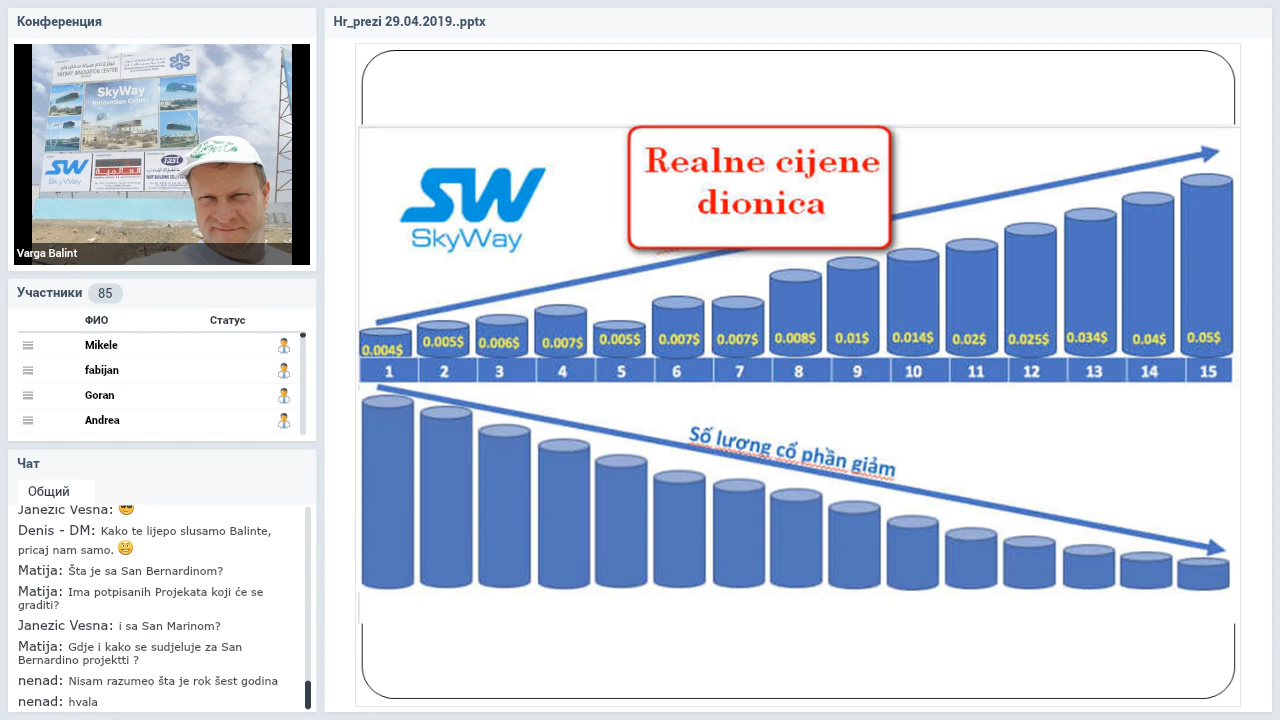 Конференция
SkyWay
Innovation Center
SKYWAY INNOVATION CENTER
SkyWay
Varga Balint
Участники 85
ФИО Статус
Mikele
fabijan
Goran
Andrea
Чат
Общий
Janezic Vesna:
Denis - DM: Kako te lijepo slusamo Balinte,
pricaj nam samo.
Matija: Šta je sa San Bernardinom?
Matija: Ima potpisanih Projekata koji će se
graditi?
Janezic Vesna: i sa San Marinom?
Matija: Gdje i kako se sudjeluje za San
Bernardino projektti ?
nenad: Nisam razumeo šta je rok šest godina
nenad: hvala
Hr_prezi 29.04.2019..pptx
SW
SkyWay
Realne cijene
dionica
0.004$ 0.005$ 0.006$ 0.007$ 0.005$ 0.007$ 0.007$ 0.008$ 0.01$ 0.014$ 0.02$ 0.025$ 0.034$ 0.04$ 0.05$
1 2 3 4 5 6 7 8 9 10 11 12 13 14 15
Số lương cổ phần giảm